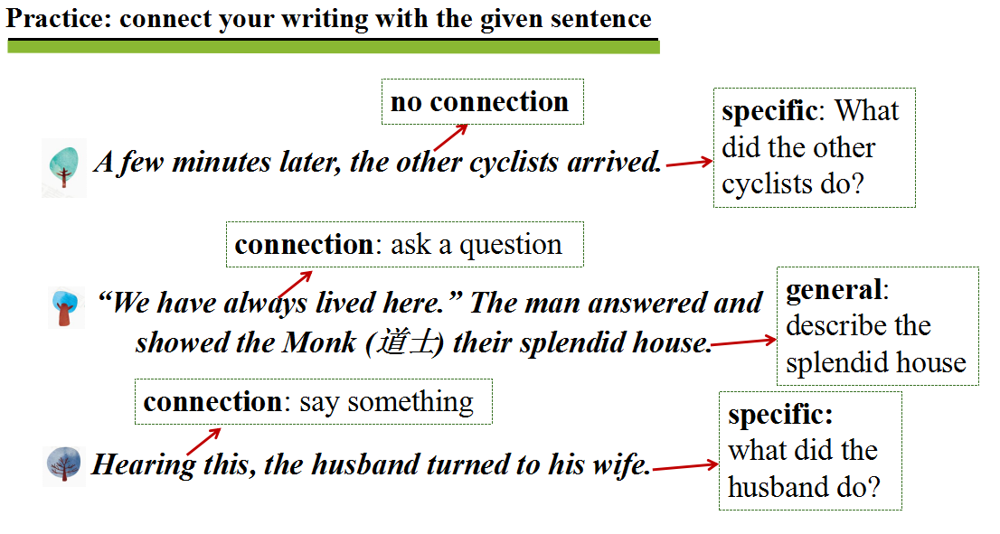 Practice: connect your writing with the given sentence
no connection
A few minutes later, the other cyclists arrived.
specific: What
did the other
cyclists do?
connection: ask a question
“We have always lived here.” The man answered and
showed the Monk (道士) their splendid house.
general:
describe the
splendid house
connection: say something
Hearing this, the husband turned to his wife.
specific:
what did the
husband do?